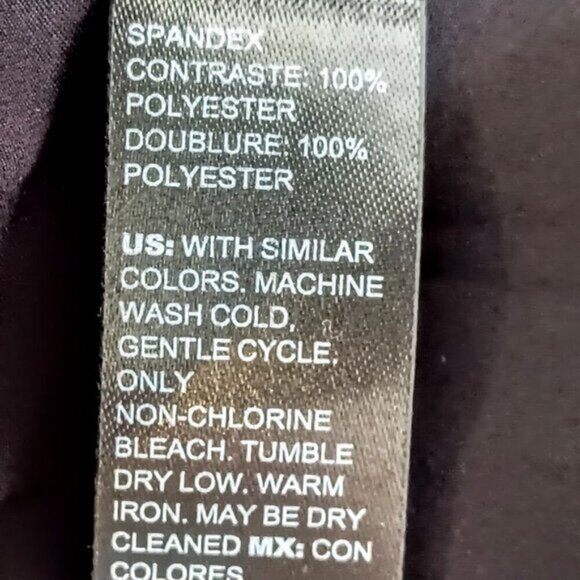 SPANDEX
CONTRASTE: 100%
POLYESTER
DOUBLURE: 100%
POLYESTER
US: WITH SIMILAR
COLORS. MACHINE
WASH COLD,
GENTLE CYCLE,
ONLY
NON-CHLORINE
BLEACH. TUMBLE
DRY LOW. WARM
IRON. MAY BE DRY
CLEANED MX: CON
COLORES